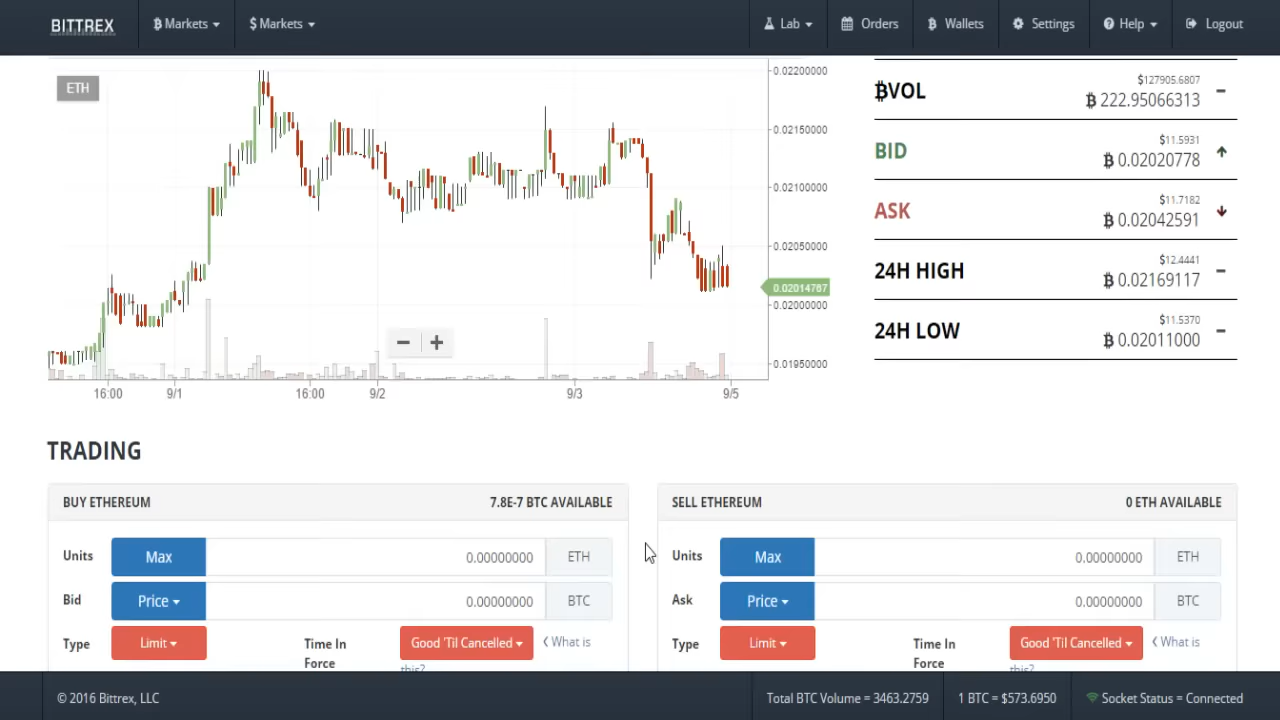 BITTREX
Ƀ Markets
$ Markets
Lab
Orders
Ƀ Wallets
Settings
Help
Logout
ETH
0.02200000
0.02150000
0.02100000
0.02050000
0.02014787
0.02000000
0.01950000
− +
16:00 9/1 16:00 9/2 9/3 9/5
ɃVOL
$127905.6807
Ƀ 222.95066313
BID
$11.5931
Ƀ 0.02020778
ASK
$11.7182
Ƀ 0.02042591
24H HIGH
$12.4441
Ƀ 0.02169117
24H LOW
$11.5370
Ƀ 0.02011000
TRADING
BUY ETHEREUM 7.8E-7 BTC AVAILABLE
Units Max 0.00000000 ETH
Bid Price 0.00000000 BTC
Type Limit Time In Force Good 'Til Cancelled What is this?
SELL ETHEREUM 0 ETH AVAILABLE
Units Max 0.00000000 ETH
Ask Price 0.00000000 BTC
Type Limit Time In Force Good 'Til Cancelled What is this?
© 2016 Bittrex, LLC
Total BTC Volume = 3463.2759
1 BTC = $573.6950
Socket Status = Connected